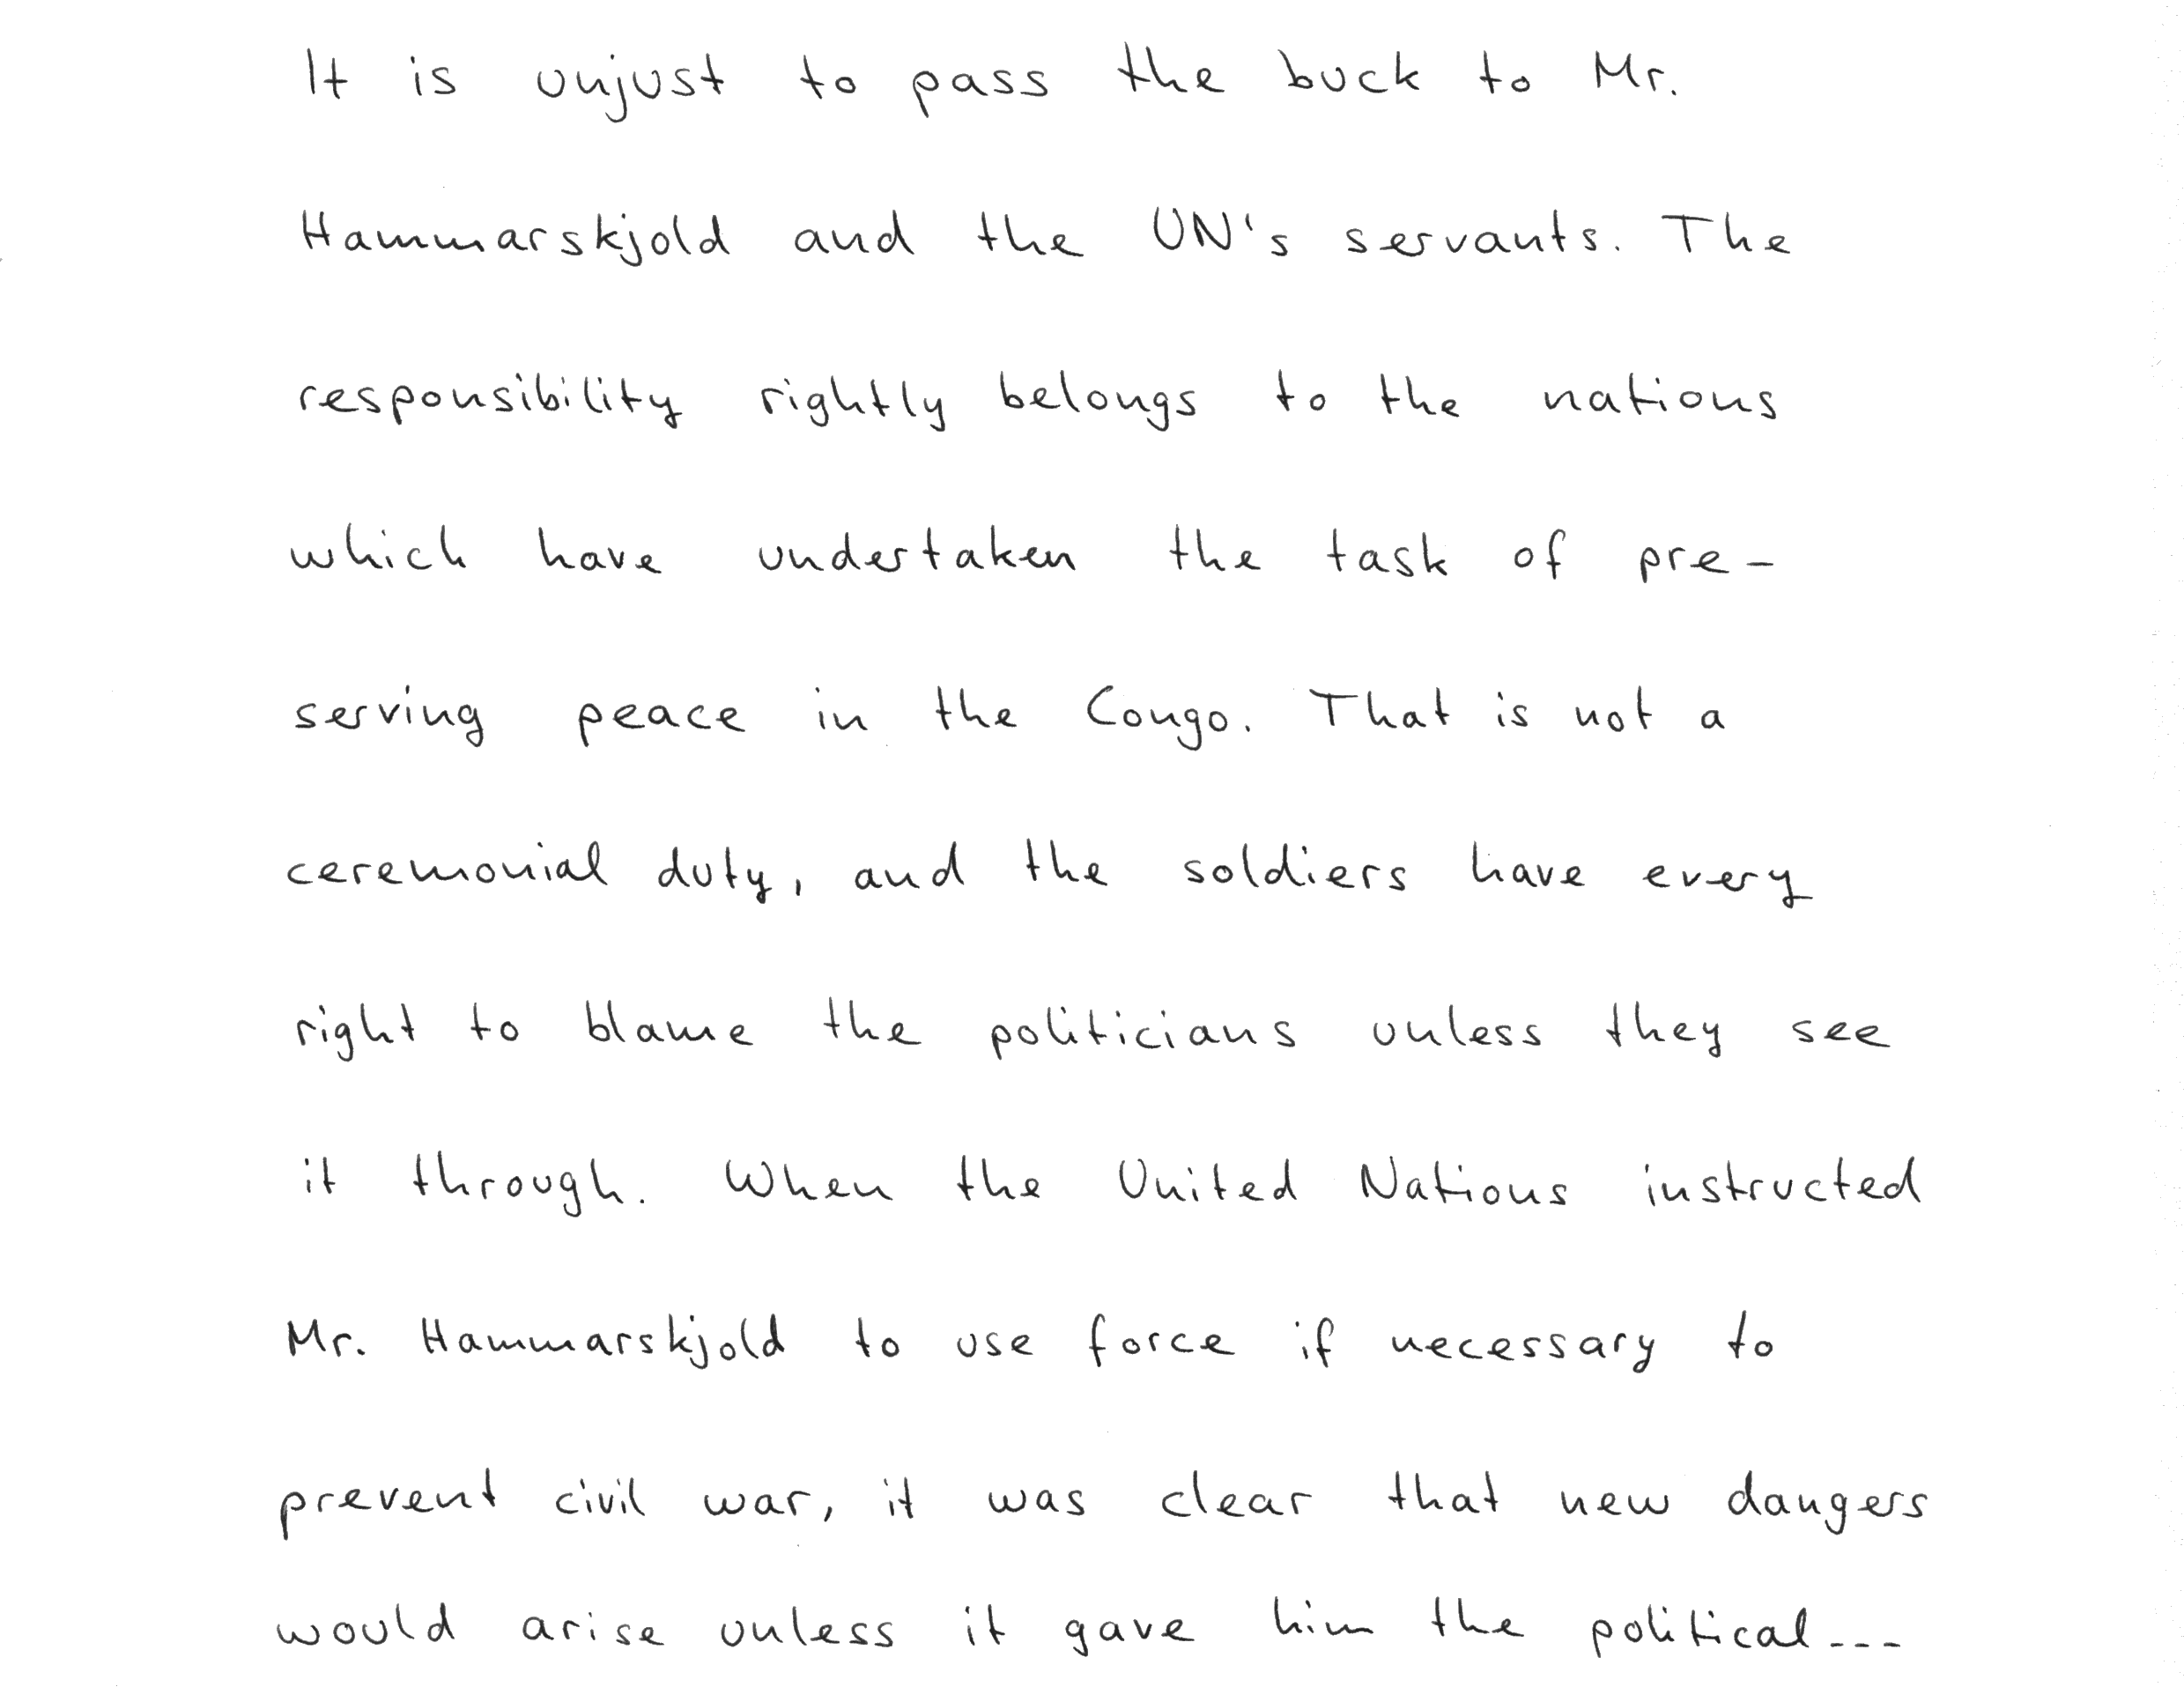 It is unjust to pass the buck to Mr.
Hammarskjold and the UN's servants. The
responsibility rightly belongs to the nations
which have undertaken the task of pre-
serving peace in the Congo. That is not a
ceremonial duty, and the soldiers have every
right to blame the politicians unless they see
it through. When the United Nations instructed
Mr. Hammarskjold to use force if necessary to
prevent civil war, it was clear that new dangers
would arise unless it gave him the political---